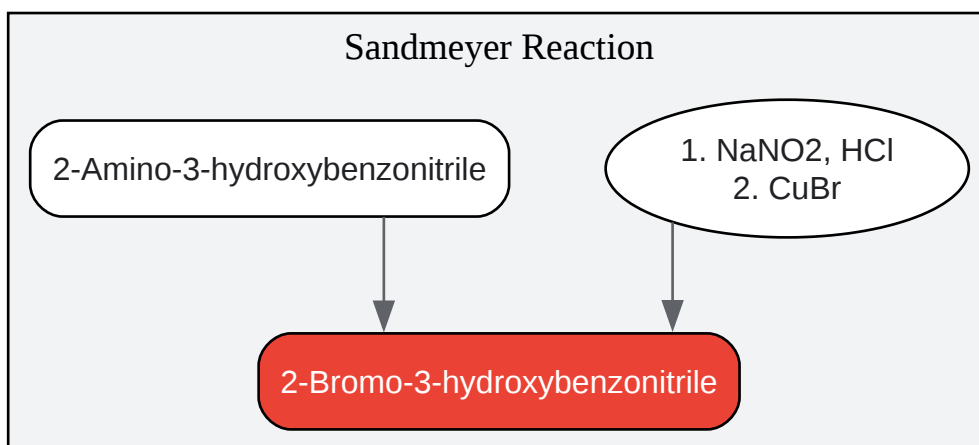 Sandmeyer Reaction
2-Amino-3-hydroxybenzonitrile
1. NaNO2, HCl
2. CuBr
2-Bromo-3-hydroxybenzonitrile